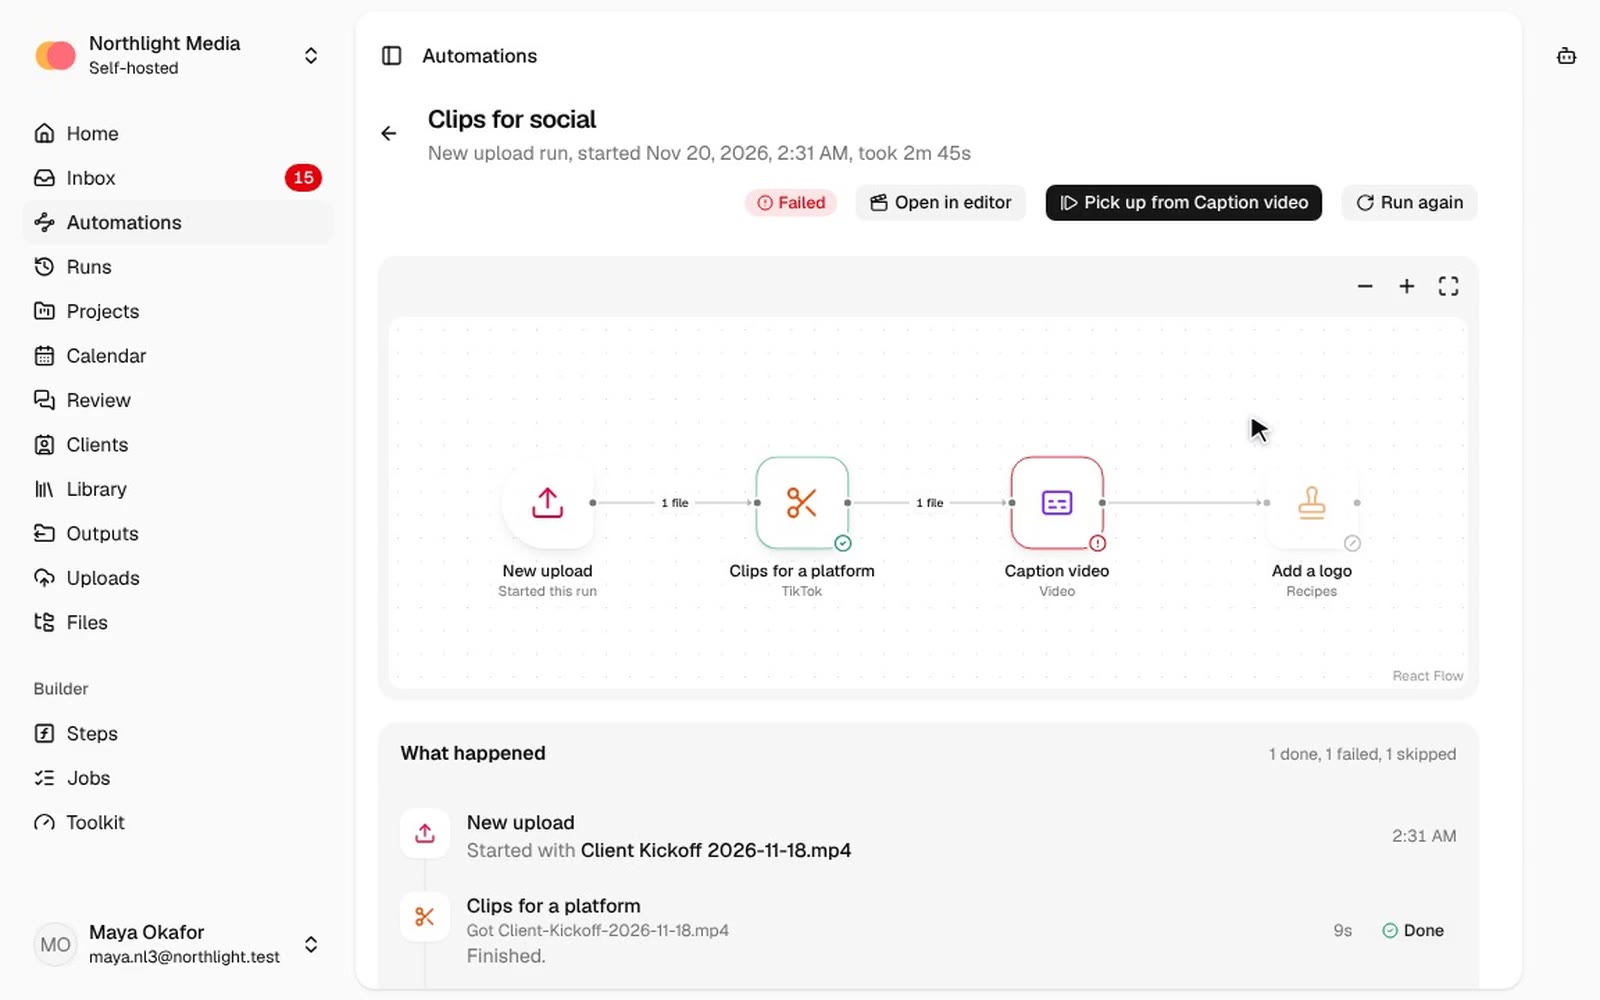 Northlight Media
Self-hosted
Home
Inbox
15
Automations
Runs
Projects
Calendar
Review
Clients
Library
Outputs
Uploads
Files
Builder
Steps
Jobs
Toolkit
MO
Maya Okafor
maya.nl3@northlight.test
Automations
Clips for social
New upload run, started Nov 20, 2026, 2:31 AM, took 2m 45s
Failed
Open in editor
Pick up from Caption video
Run again
1 file
1 file
New upload
Started this run
Clips for a platform
TikTok
Caption video
Video
Add a logo
Recipes
React Flow
What happened
1 done, 1 failed, 1 skipped
New upload
Started with Client Kickoff 2026-11-18.mp4
2:31 AM
Clips for a platform
Got Client-Kickoff-2026-11-18.mp4
9s
Done
Finished.